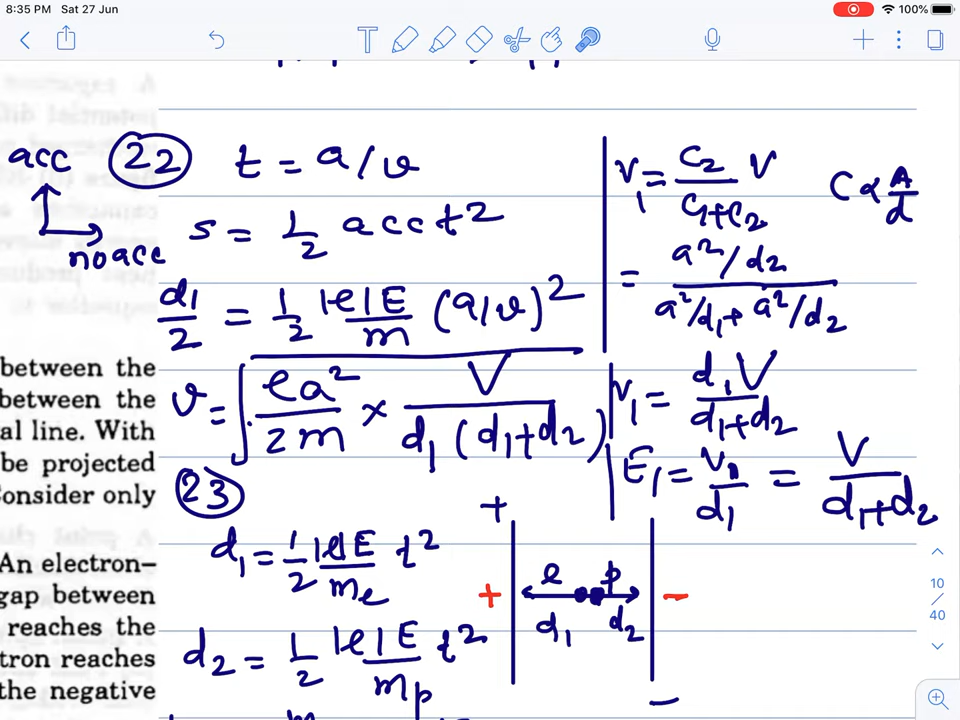 8:35 PM Sat 27 Jun 100%
T
acc
no acc
22
t = a/v
s = 1/2 acc t²
d₁/2 = 1/2 |e|E/m (a/v)²
v = √(ea²/2m × V/d₁(d₁+d₂))
V₁ = C₂/(C₁+C₂) V
C ∝ A/d
= (a²/d₂)/(a²/d₁ + a²/d₂)
V₁ = d₁V/(d₁+d₂)
E₁ = V₁/d₁ = V/(d₁+d₂)
23
d₁ = 1/2 |e|E/mₑ t²
d₂ = 1/2 |e|E/mₚ t²
+
+ e p −
d₁ d₂
−
between the
between the
al line. With
be projected
Consider only
An electron–
gap between
reaches the
tron reaches
the negative
10
/
40